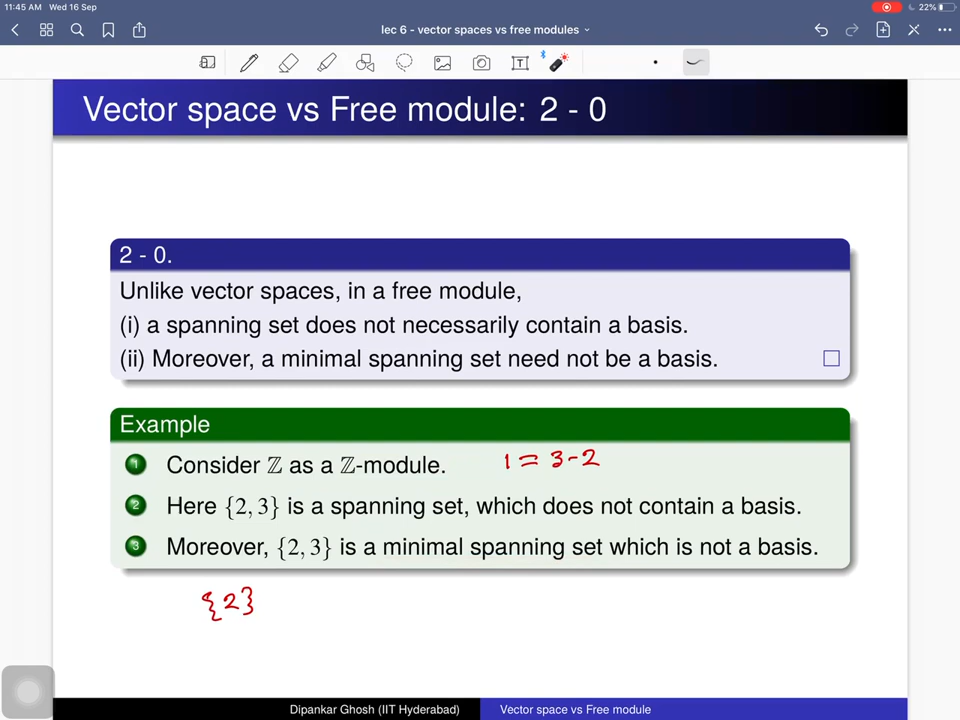 11:45 AM Wed 16 Sep
22%
lec 6 - vector spaces vs free modules
Vector space vs Free module: 2 - 0
2 - 0.
Unlike vector spaces, in a free module,
(i) a spanning set does not necessarily contain a basis.
(ii) Moreover, a minimal spanning set need not be a basis.
Example
1 Consider ℤ as a ℤ-module. 1 = 3-2
2 Here {2, 3} is a spanning set, which does not contain a basis.
3 Moreover, {2, 3} is a minimal spanning set which is not a basis.
{2}
Dipankar Ghosh (IIT Hyderabad) Vector space vs Free module